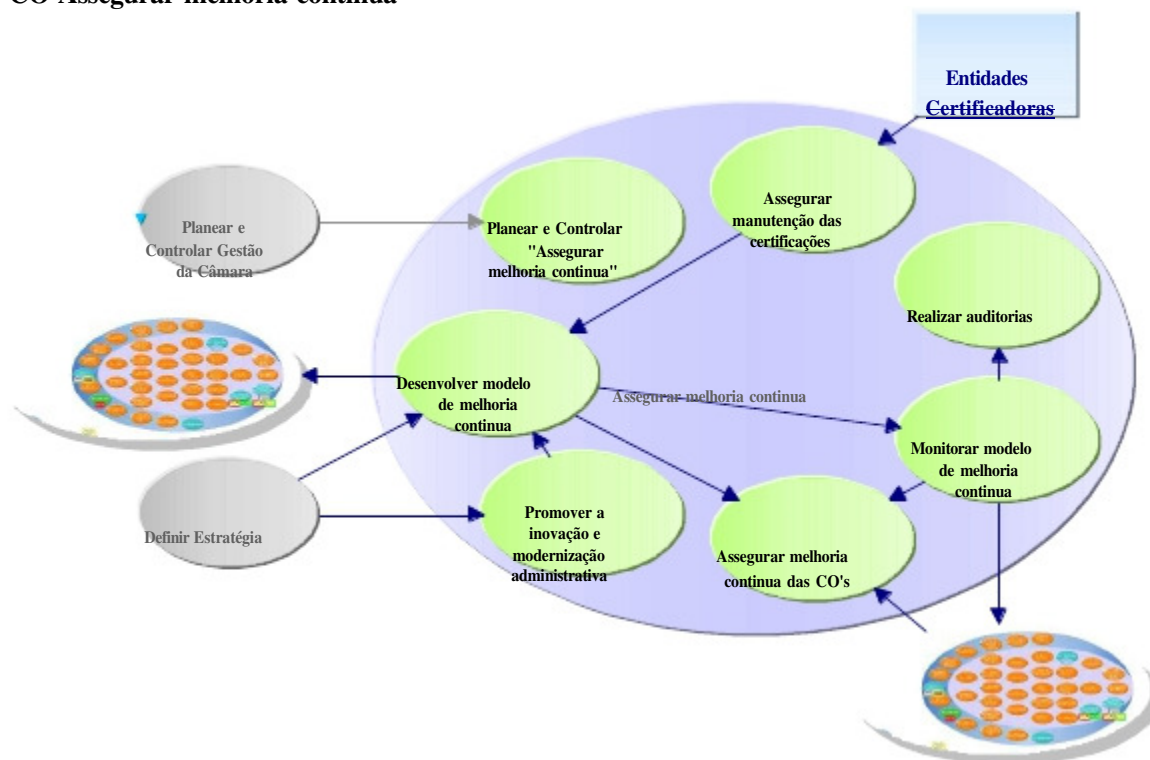 CO Assegurar melhoria continua
Entidades
Certificadoras
Assegurar
manutenção das
certificações
Planear e
Controlar Gestão
da Câmara
Planear e Controlar
"Assegurar
melhoria continua"
Realizar auditorias
Desenvolver modelo
de melhoria
continua
Assegurar melhoria continua
Monitorar modelo
de melhoria
continua
Definir Estratégia
Promover a
inovação e
modernização
administrativa
Assegurar melhoria
continua das CO's